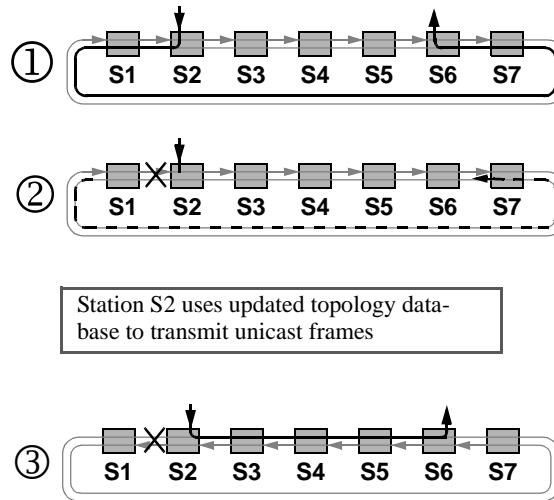 ①
S1 S2 S3 S4 S5 S6 S7
②
S1 S2 S3 S4 S5 S6 S7
Station S2 uses updated topology data-
base to transmit unicast frames
③
S1 S2 S3 S4 S5 S6 S7